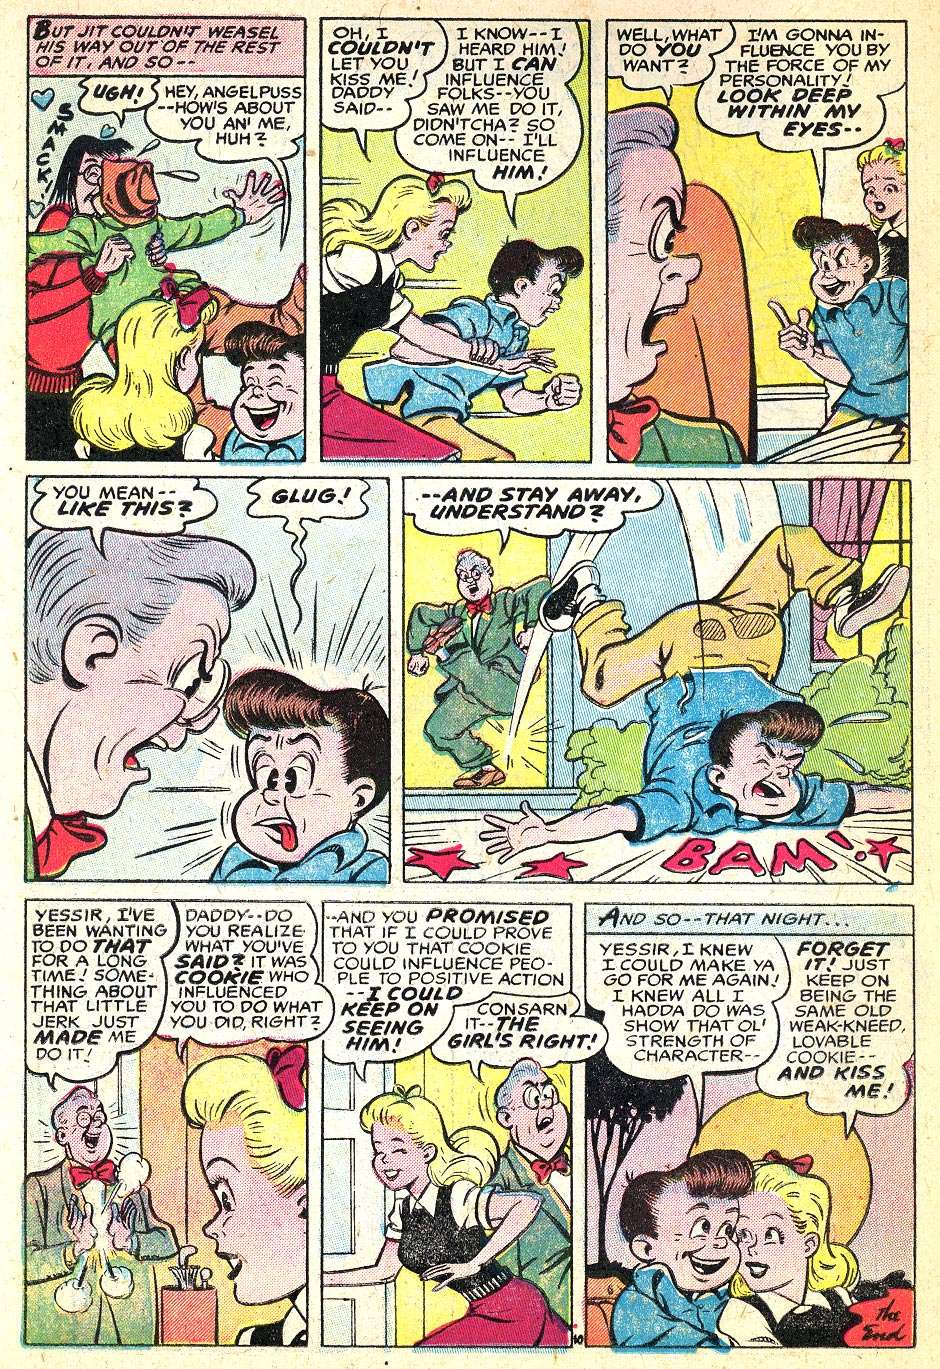 BUT JIT COULDN'T WEASEL
HIS WAY OUT OF THE REST
OF IT, AND SO--
SMACK!
UGH!
HEY, ANGELPUSS
--HOW'S ABOUT
YOU AN' ME,
HUH?
OH, I
COULDN'T
LET YOU
KISS ME!
DADDY
SAID--
I KNOW--I
HEARD HIM!
BUT I CAN
INFLUENCE
FOLKS--YOU
SAW ME DO IT,
DIDN'TCHA? SO
COME ON--I'LL
INFLUENCE
HIM!
WELL, WHAT
DO YOU
WANT?
I'M GONNA IN-
FLUENCE YOU BY
THE FORCE OF MY
PERSONALITY!
LOOK DEEP
WITHIN MY
EYES--
YOU MEAN--
LIKE THIS?
GLUG!
--AND STAY AWAY,
UNDERSTAND?
BAM!
YESSIR, I'VE
BEEN WANTING
TO DO THAT
FOR A LONG
TIME! SOME-
THING ABOUT
THAT LITTLE
JERK JUST
MADE ME
DO IT!
DADDY--DO
YOU REALIZE
WHAT YOU'VE
SAID? IT WAS
COOKIE WHO
INFLUENCED
YOU TO DO WHAT
YOU DID, RIGHT?
--AND YOU PROMISED
THAT IF I COULD PROVE
TO YOU THAT COOKIE
COULD INFLUENCE PEO-
PLE TO POSITIVE ACTION
--I COULD
KEEP ON
SEEING
HIM!
CONSARN
IT--THE
GIRL'S RIGHT!
10
AND SO--THAT NIGHT...
YESSIR, I KNEW
I COULD MAKE YA
GO FOR ME AGAIN!
I KNEW ALL I
HADDA DO WAS
SHOW THAT OL'
STRENGTH OF
CHARACTER--
FORGET
IT! JUST
KEEP ON
BEING THE
SAME OLD
WEAK-KNEED,
LOVABLE
COOKIE--
AND KISS
ME!
The
End